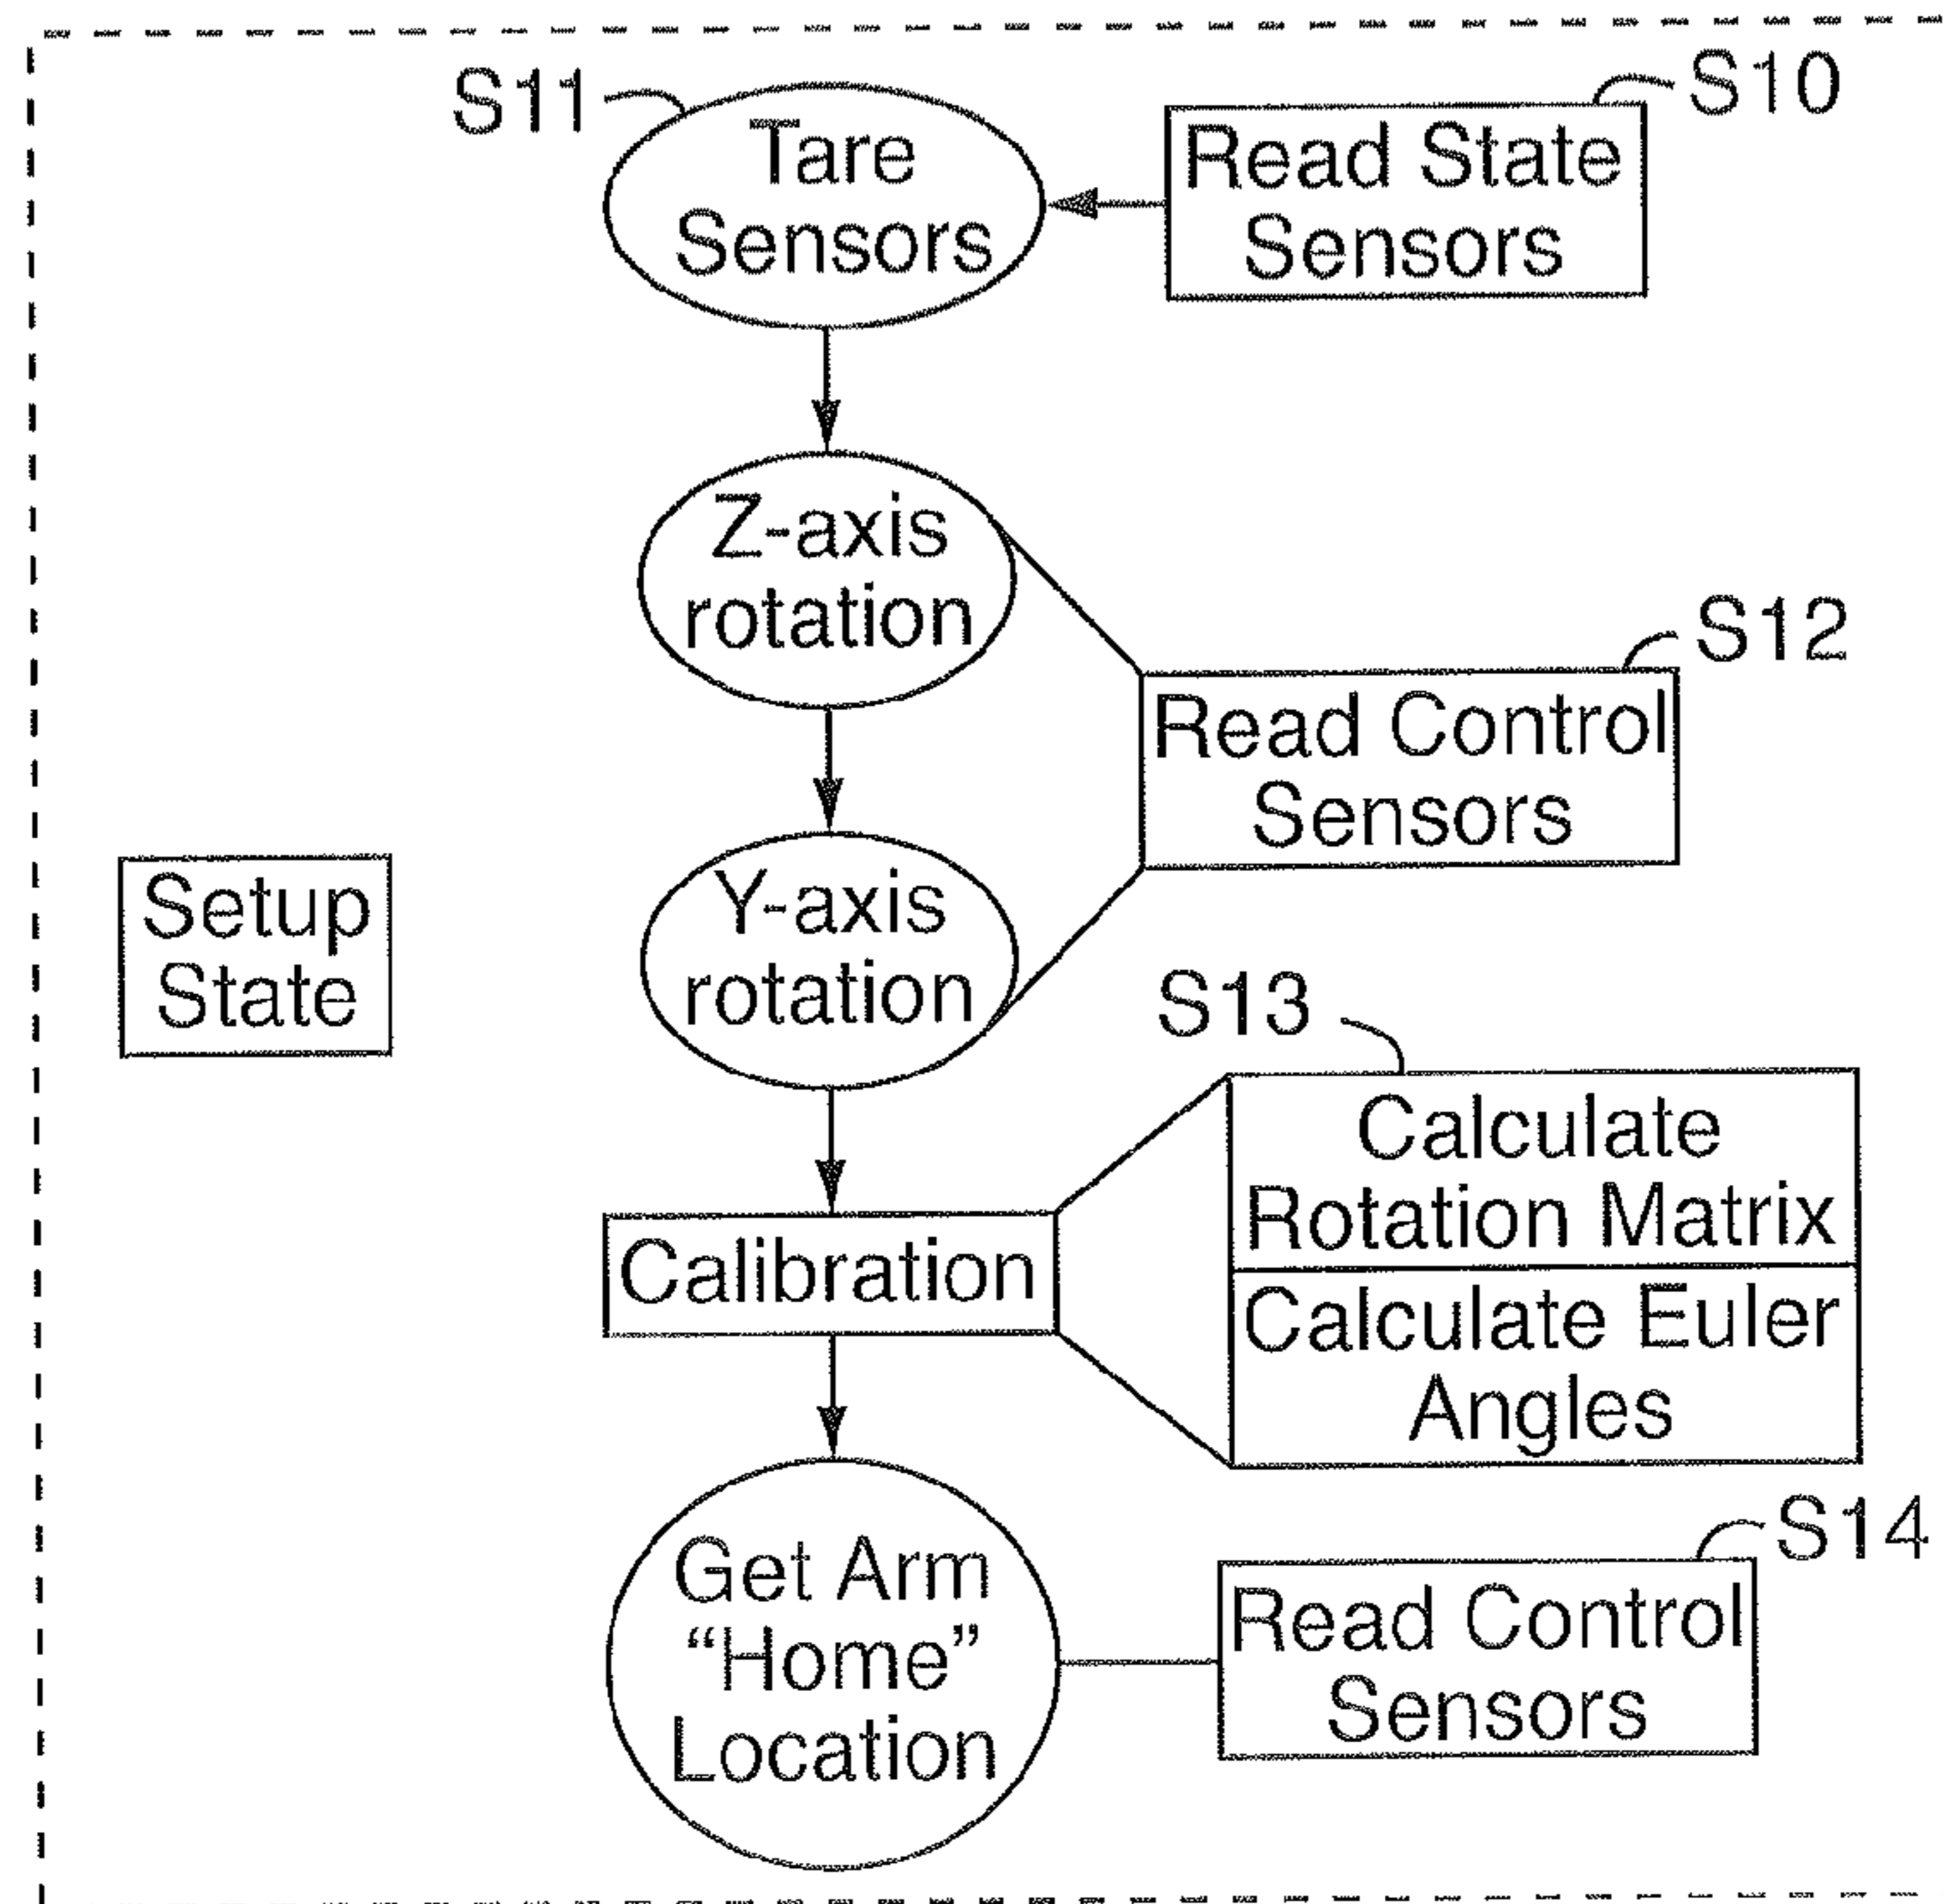 S11
S10
Tare
Sensors
Read State
Sensors
Z-axis
rotation
S12
Read Control
Sensors
Y-axis
rotation
Setup
State
S13
Calculate
Rotation Matrix
Calculate Euler
Angles
Calibration
Get Arm
“Home”
Location
S14
Read Control
Sensors